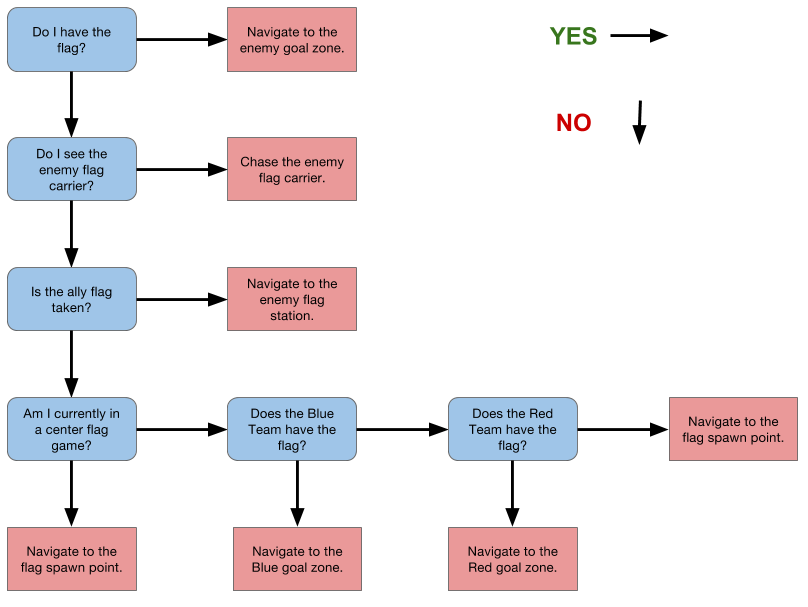 Do I have the
flag?
Navigate to the
enemy goal zone.
YES
NO
Do I see the
enemy flag
carrier?
Chase the enemy
flag carrier.
Is the ally flag
taken?
Navigate to the
enemy flag
station.
Am I currently in
a center flag
game?
Does the Blue
Team have the
flag?
Does the Red
Team have the
flag?
Navigate to the
flag spawn point.
Navigate to the
flag spawn point.
Navigate to the
Blue goal zone.
Navigate to the
Red goal zone.